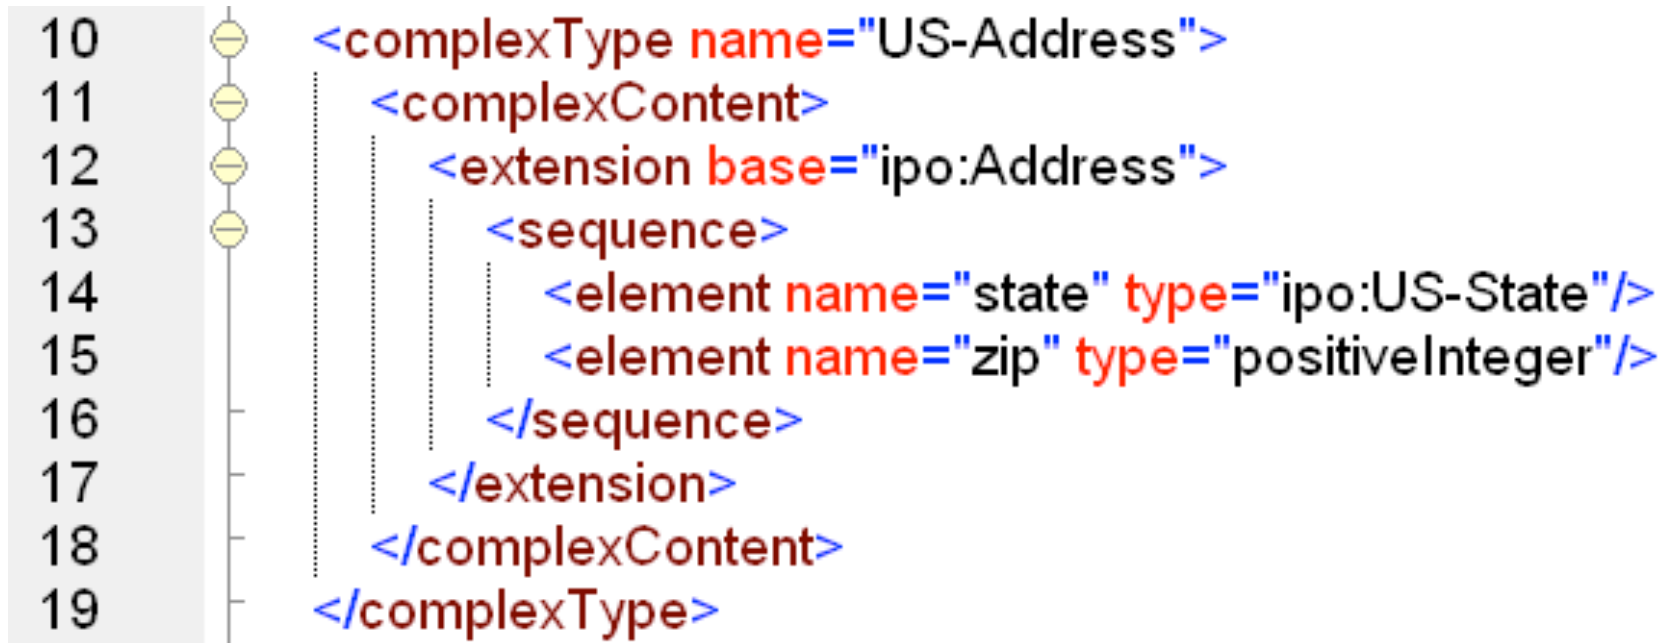 10 <complexType name="US-Address">
11 <complexContent>
12 <extension base="ipo:Address">
13 <sequence>
14 <element name="state" type="ipo:US-State"/>
15 <element name="zip" type="positiveInteger"/>
16 </sequence>
17 </extension>
18 </complexContent>
19 </complexType>